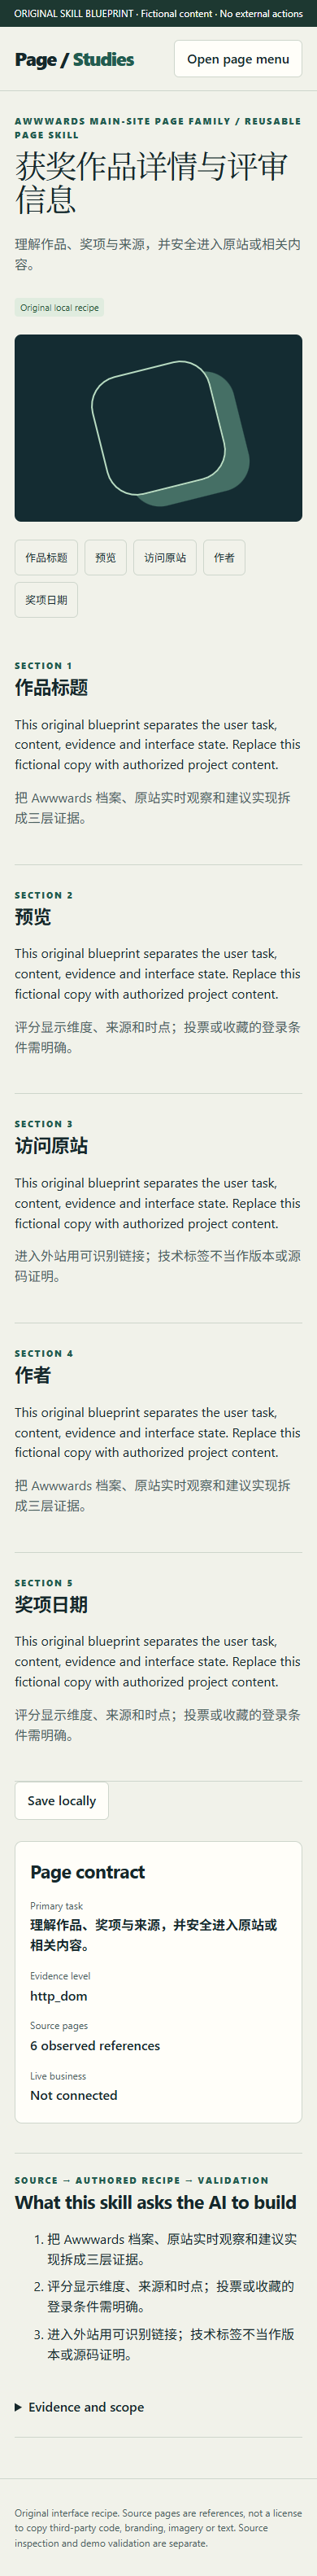 ORIGINAL SKILL BLUEPRINT · Fictional content · No external actions
Page / Studies
Open page menu
AWWWARDS MAIN-SITE PAGE FAMILY / REUSABLE
PAGE SKILL
获奖作品详情与评审
信息
理解作品、奖项与来源，并安全进入原站或相关内
容。
Original local recipe
作品标题
预览
访问原站
作者
奖项日期
SECTION 1
作品标题
This original blueprint separates the user task,
content, evidence and interface state. Replace this
fictional copy with authorized project content.
把 Awwwards 档案、原站实时观察和建议实现拆
成三层证据。
SECTION 2
预览
This original blueprint separates the user task,
content, evidence and interface state. Replace this
fictional copy with authorized project content.
评分显示维度、来源和时点；投票或收藏的登录条
件需明确。
SECTION 3
访问原站
This original blueprint separates the user task,
content, evidence and interface state. Replace this
fictional copy with authorized project content.
进入外站用可识别链接；技术标签不当作版本或源
码证明。
SECTION 4
作者
This original blueprint separates the user task,
content, evidence and interface state. Replace this
fictional copy with authorized project content.
把 Awwwards 档案、原站实时观察和建议实现拆
成三层证据。
SECTION 5
奖项日期
This original blueprint separates the user task,
content, evidence and interface state. Replace this
fictional copy with authorized project content.
评分显示维度、来源和时点；投票或收藏的登录条
件需明确。
Save locally
Page contract
Primary task
理解作品、奖项与来源，并安全进入原站或
相关内容。
Evidence level
http_dom
Source pages
6 observed references
Live business
Not connected
SOURCE → AUTHORED RECIPE → VALIDATION
What this skill asks the AI to build
1. 把 Awwwards 档案、原站实时观察和建议实
现拆成三层证据。
2. 评分显示维度、来源和时点；投票或收藏的
登录条件需明确。
3. 进入外站用可识别链接；技术标签不当作版
本或源码证明。
▶ Evidence and scope
Original interface recipe. Source pages are references, not a license
to copy third-party code, branding, imagery or text. Source
inspection and demo validation are separate.